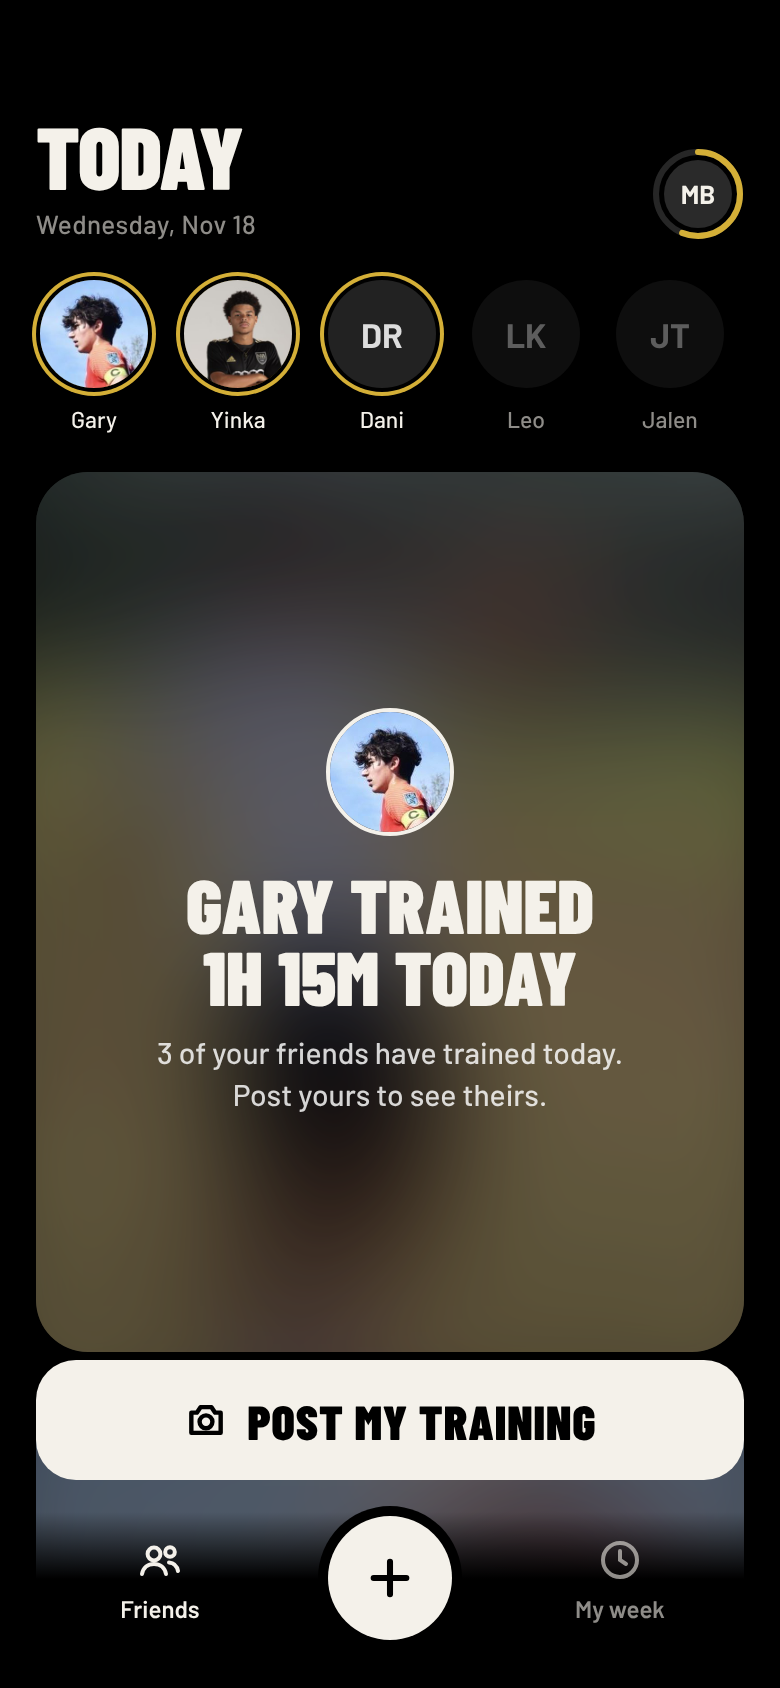 TODAY
Wednesday, Nov 18
MB
DR
LK
JT
Gary
Yinka
Dani
Leo
Jalen
GARY TRAINED
1H 15M TODAY
3 of your friends have trained today.
Post yours to see theirs.
POST MY TRAINING
Friends
My week